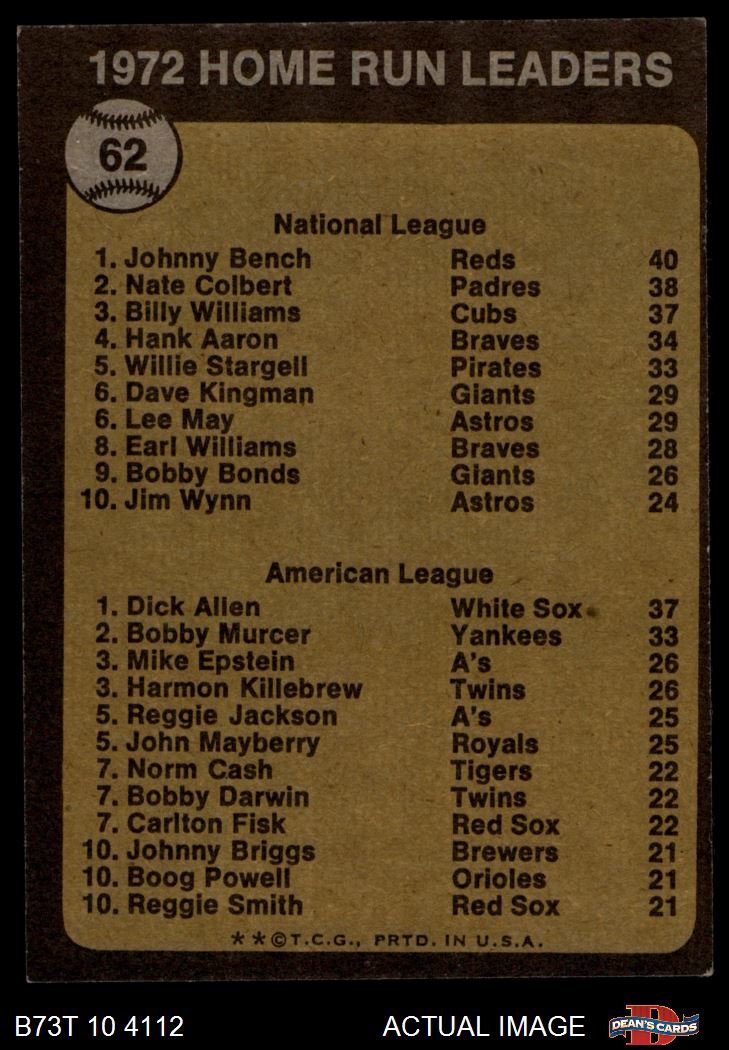 1972 HOME RUN LEADERS
62
National League
1. Johnny Bench Reds 40
2. Nate Colbert Padres 38
3. Billy Williams Cubs 37
4. Hank Aaron Braves 34
5. Willie Stargell Pirates 33
6. Dave Kingman Giants 29
6. Lee May Astros 29
8. Earl Williams Braves 28
9. Bobby Bonds Giants 26
10. Jim Wynn Astros 24
American League
1. Dick Allen White Sox 37
2. Bobby Murcer Yankees 33
3. Mike Epstein A's 26
3. Harmon Killebrew Twins 26
5. Reggie Jackson A's 25
5. John Mayberry Royals 25
7. Norm Cash Tigers 22
7. Bobby Darwin Twins 22
7. Carlton Fisk Red Sox 22
10. Johnny Briggs Brewers 21
10. Boog Powell Orioles 21
10. Reggie Smith Red Sox 21
**©T.C.G., PRTD. IN U.S.A.
B73T 10 4112 ACTUAL IMAGE D DEAN'S CARDS